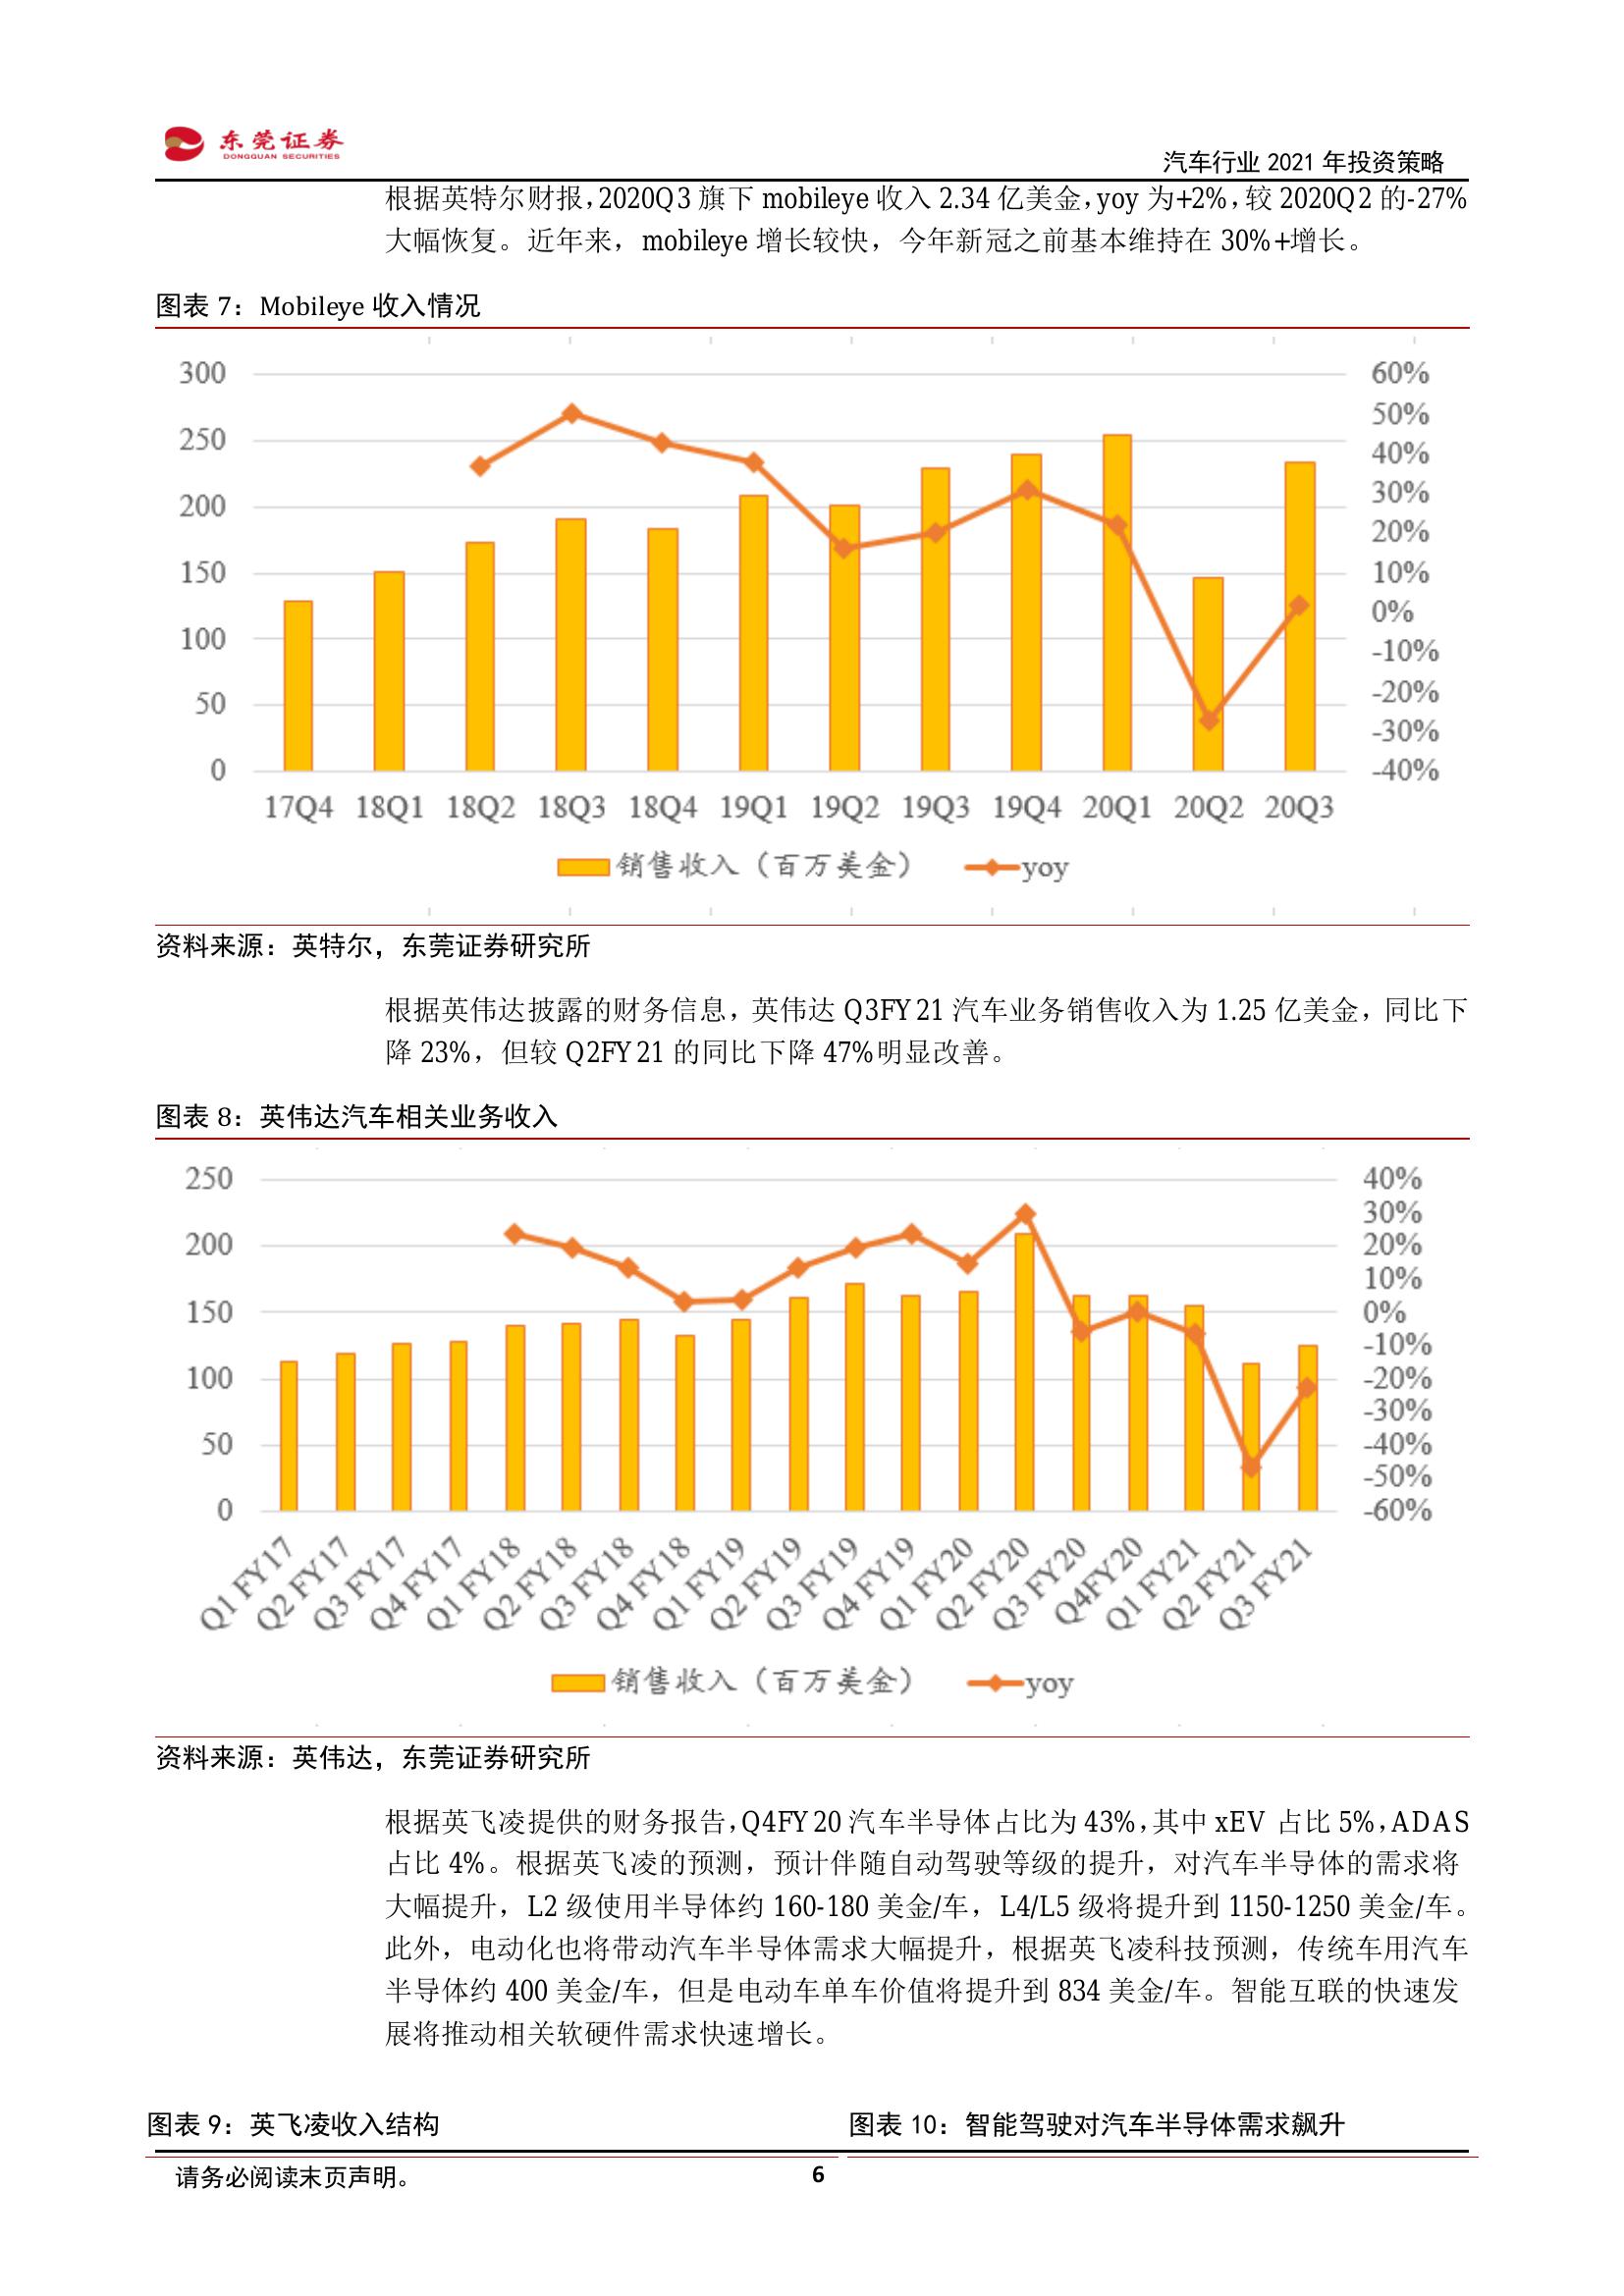 东莞证券
DONGGUAN SECURITIES
汽车行业 2021 年投资策略
根据英特尔财报，2020Q3 旗下 mobileye 收入 2.34 亿美金，yoy 为+2%，较 2020Q2 的-27%
大幅恢复。近年来，mobileye 增长较快，今年新冠之前基本维持在 30%+增长。
图表 7：Mobileye 收入情况
300
250
200
150
100
50
0
60%
50%
40%
30%
20%
10%
0%
-10%
-20%
-30%
-40%
17Q4 18Q1 18Q2 18Q3 18Q4 19Q1 19Q2 19Q3 19Q4 20Q1 20Q2 20Q3
销售收入（百万美金） yoy
资料来源：英特尔，东莞证券研究所
根据英伟达披露的财务信息，英伟达 Q3FY21 汽车业务销售收入为 1.25 亿美金，同比下
降 23%，但较 Q2FY21 的同比下降 47%明显改善。
图表 8：英伟达汽车相关业务收入
250
200
150
100
50
0
40%
30%
20%
10%
0%
-10%
-20%
-30%
-40%
-50%
-60%
Q1 FY17 Q2 FY17 Q3 FY17 Q4 FY17 Q1 FY18 Q2 FY18 Q3 FY18 Q4 FY18 Q1 FY19 Q2 FY19 Q3 FY19 Q4 FY19 Q1 FY20 Q2 FY20 Q3 FY20 Q4FY20 Q1 FY21 Q2 FY21 Q3 FY21
销售收入（百万美金） yoy
资料来源：英伟达，东莞证券研究所
根据英飞凌提供的财务报告，Q4FY20 汽车半导体占比为 43%，其中 xEV 占比 5%，ADAS
占比 4%。根据英飞凌的预测，预计伴随自动驾驶等级的提升，对汽车半导体的需求将
大幅提升，L2 级使用半导体约 160-180 美金/车，L4/L5 级将提升到 1150-1250 美金/车。
此外，电动化也将带动汽车半导体需求大幅提升，根据英飞凌科技预测，传统车用汽车
半导体约 400 美金/车，但是电动车单车价值将提升到 834 美金/车。智能互联的快速发
展将推动相关软硬件需求快速增长。
图表 9：英飞凌收入结构
图表 10：智能驾驶对汽车半导体需求飙升
请务必阅读末页声明。
6